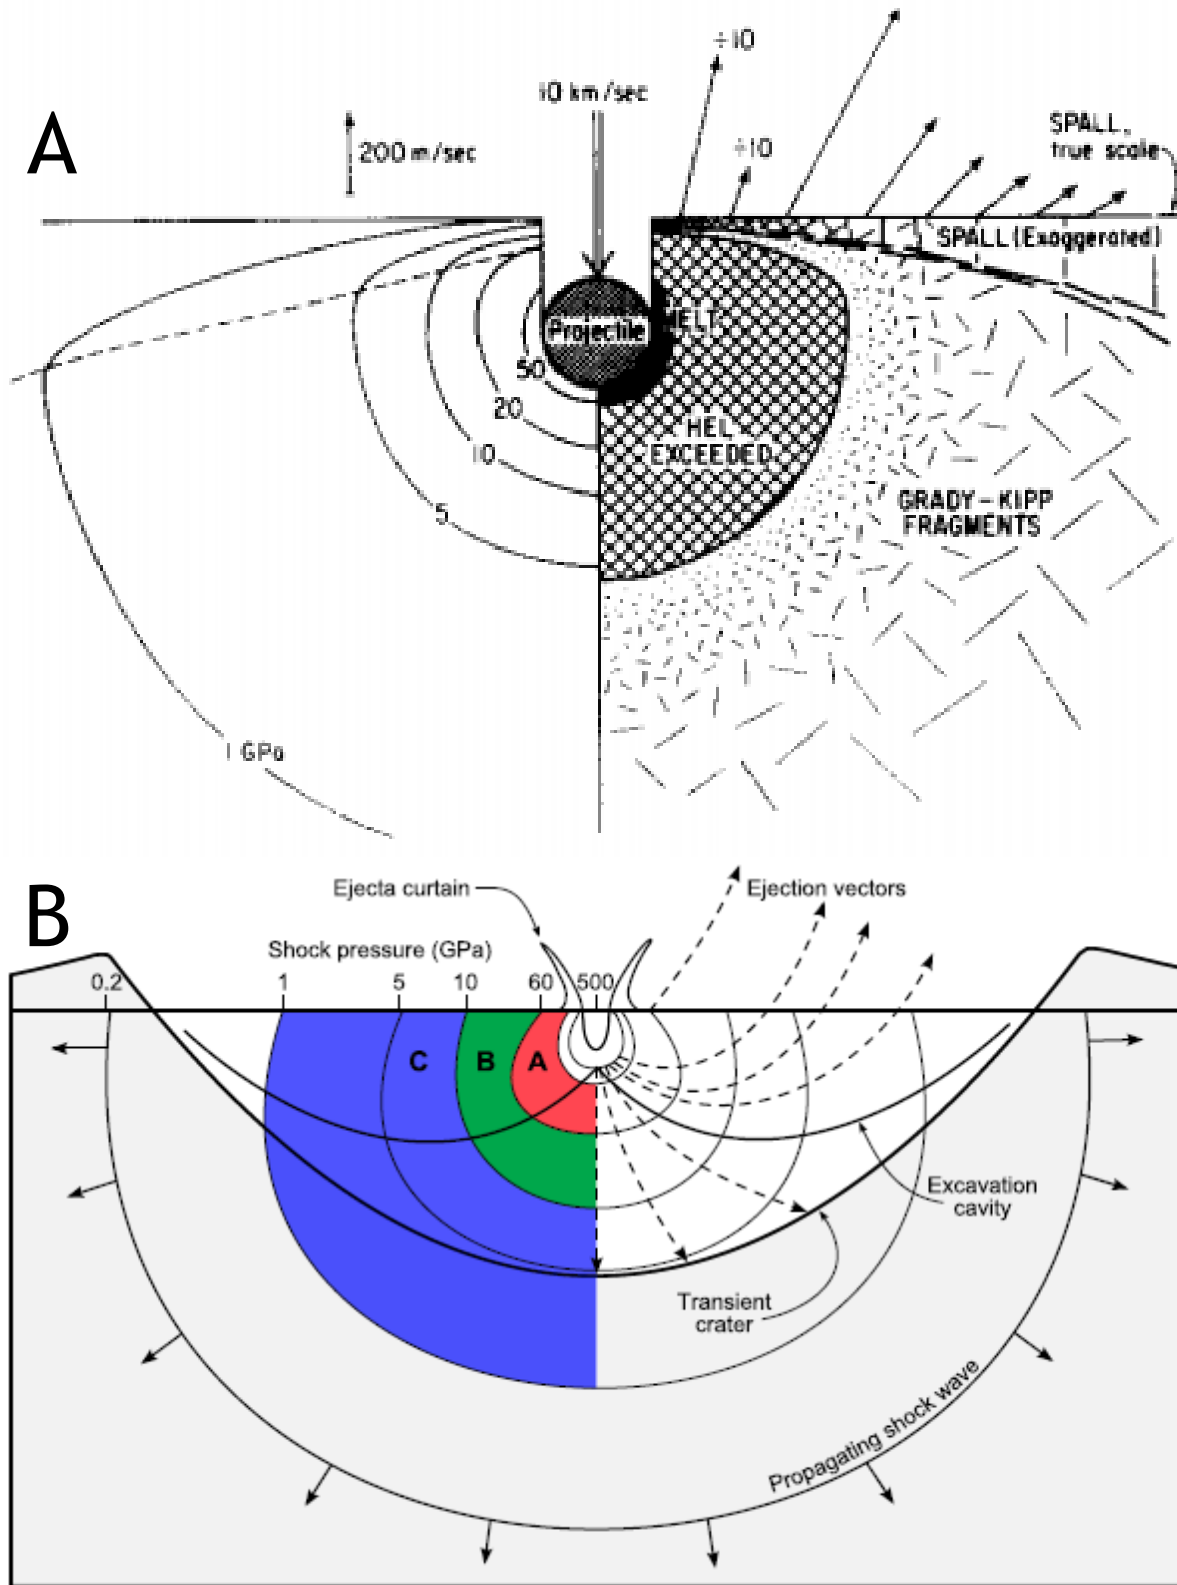 A
÷10
10 km/sec
÷10
200 m/sec
SPALL,
true scale
SPALL (Exaggerated)
Projectile
MELT
50
20
HEL
EXCEEDED
10
5
GRADY-KIPP
FRAGMENTS
1 GPa
B
Ejecta curtain
Ejection vectors
Shock pressure (GPa)
0.2
1
5
10
60
500
C
B
A
Excavation
cavity
Transient
crater
Propagating shock wave